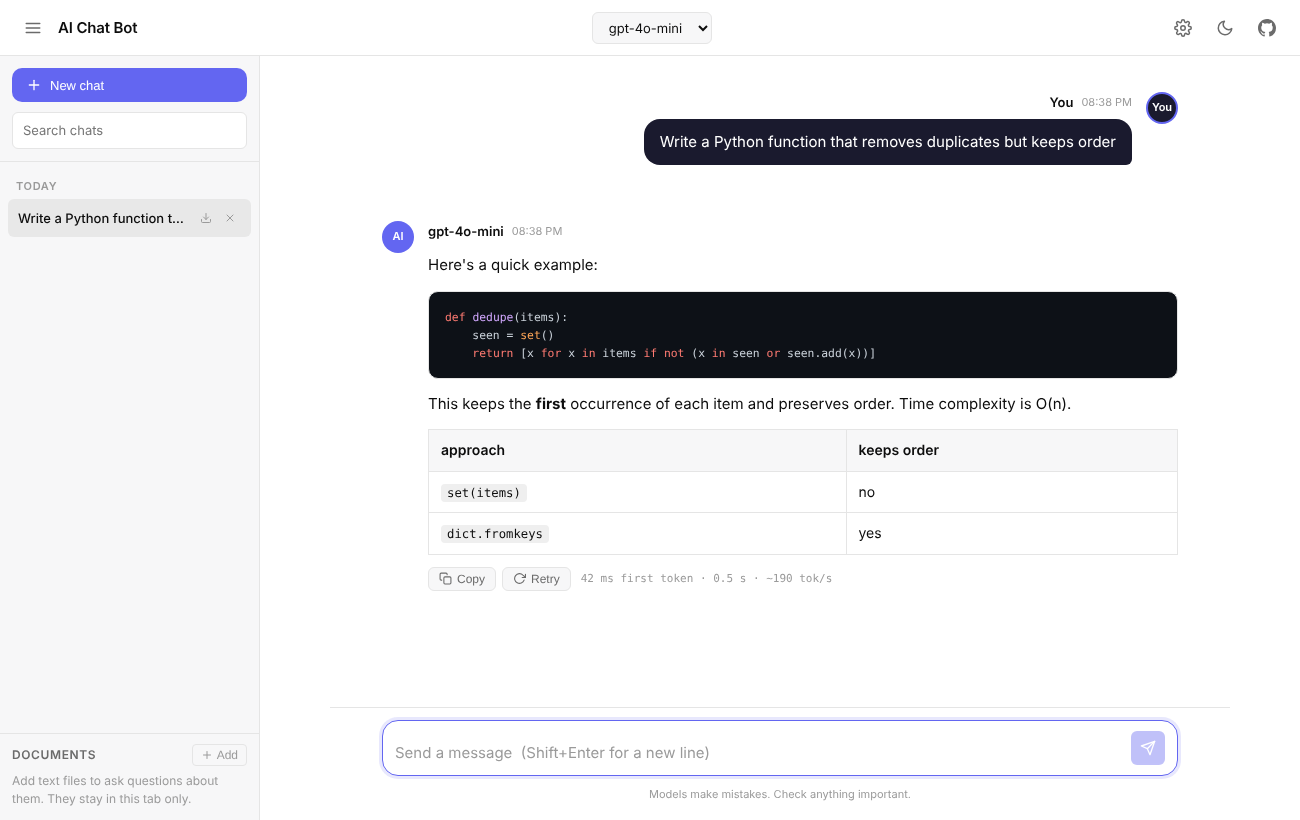 AI Chat Bot
gpt-4o-mini
New chat
Search chats
TODAY
Write a Python function t...
You 08:38 PM
You
Write a Python function that removes duplicates but keeps order
AI
gpt-4o-mini 08:38 PM
Here's a quick example:
def dedupe(items):
    seen = set()
    return [x for x in items if not (x in seen or seen.add(x))]
This keeps the first occurrence of each item and preserves order. Time complexity is O(n).
approach keeps order
set(items) no
dict.fromkeys yes
Copy Retry 42 ms first token · 0.5 s · ~190 tok/s
DOCUMENTS Add
Add text files to ask questions about
them. They stay in this tab only.
Send a message (Shift+Enter for a new line)
Models make mistakes. Check anything important.